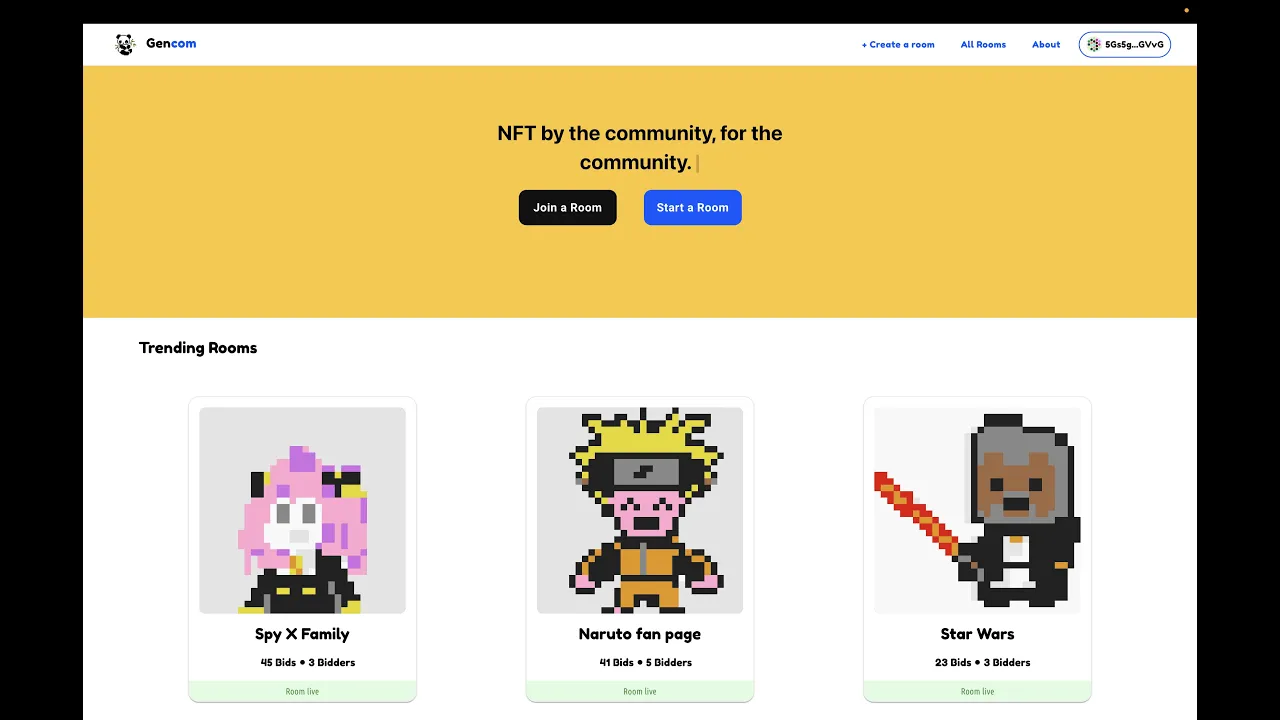 Gencom
+ Create a room
All Rooms
About
5Gs5g...GVvG
NFT by the community, for the
community.
Join a Room
Start a Room
Trending Rooms
Spy X Family
45 Bids • 3 Bidders
Room live
Naruto fan page
41 Bids • 5 Bidders
Room live
Star Wars
23 Bids • 3 Bidders
Room live